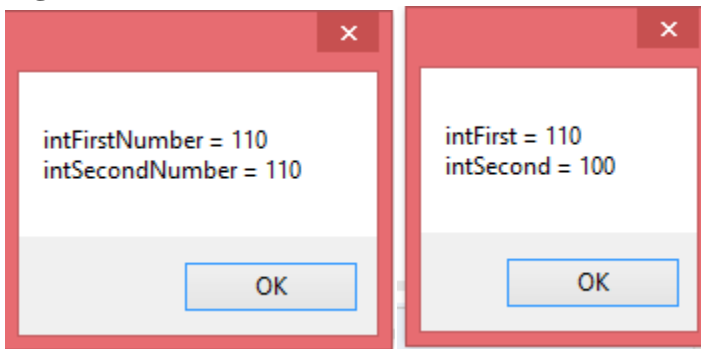 intFirstNumber = 110
intSecondNumber = 110
OK
intFirst = 110
intSecond = 100
OK